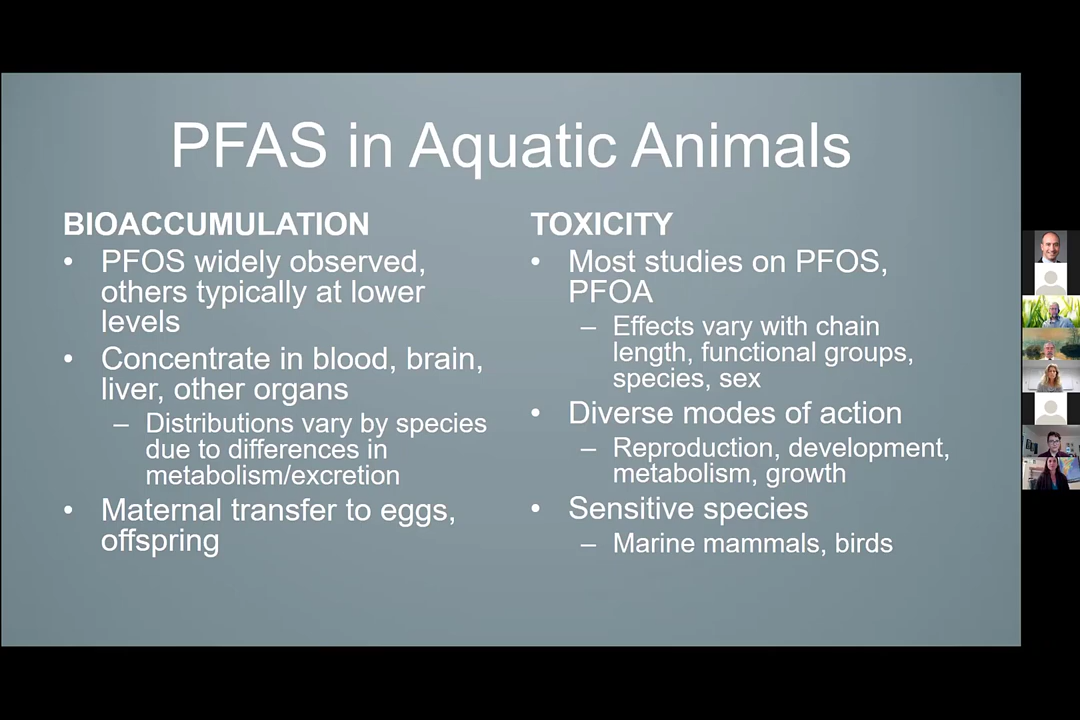 PFAS in Aquatic Animals
BIOACCUMULATION
• PFOS widely observed,
others typically at lower
levels
• Concentrate in blood, brain,
liver, other organs
– Distributions vary by species
due to differences in
metabolism/excretion
• Maternal transfer to eggs,
offspring
TOXICITY
• Most studies on PFOS,
PFOA
– Effects vary with chain
length, functional groups,
species, sex
• Diverse modes of action
– Reproduction, development,
metabolism, growth
• Sensitive species
– Marine mammals, birds